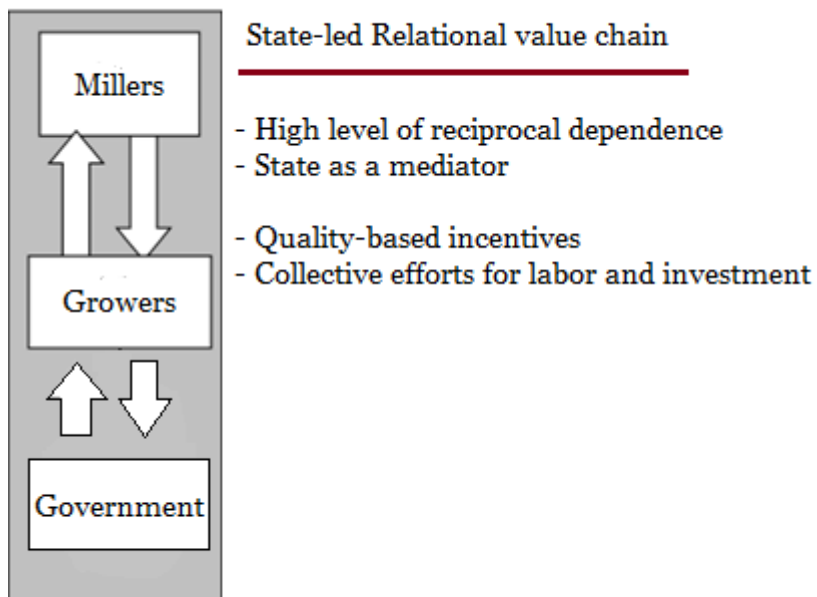 State-led Relational value chain
Millers
- High level of reciprocal dependence
- State as a mediator
- Quality-based incentives
- Collective efforts for labor and investment
Growers
Government